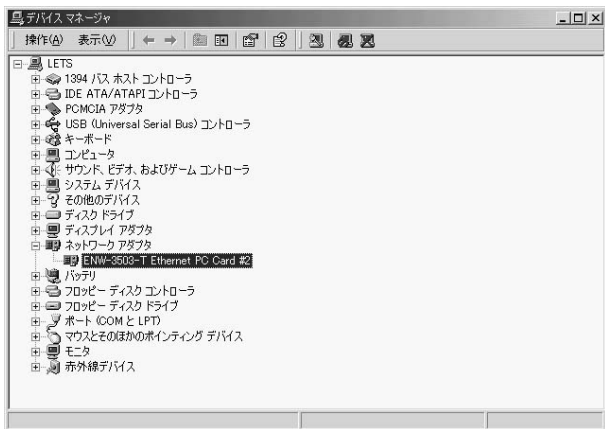 デバイス マネージャ
操作(A) 表示(V)
LETS
1394 バス ホスト コントローラ
IDE ATA/ATAPI コントローラ
PCMCIA アダプタ
USB (Universal Serial Bus) コントローラ
キーボード
コンピュータ
サウンド、ビデオ、およびゲーム コントローラ
システム デバイス
その他のデバイス
ディスク ドライブ
ディスプレイ アダプタ
ネットワーク アダプタ
ENW-3503-T Ethernet PC Card #2
バッテリ
フロッピー ディスク コントローラ
フロッピー ディスク ドライブ
ポート (COM と LPT)
マウスとそのほかのポインティング デバイス
モニタ
赤外線デバイス